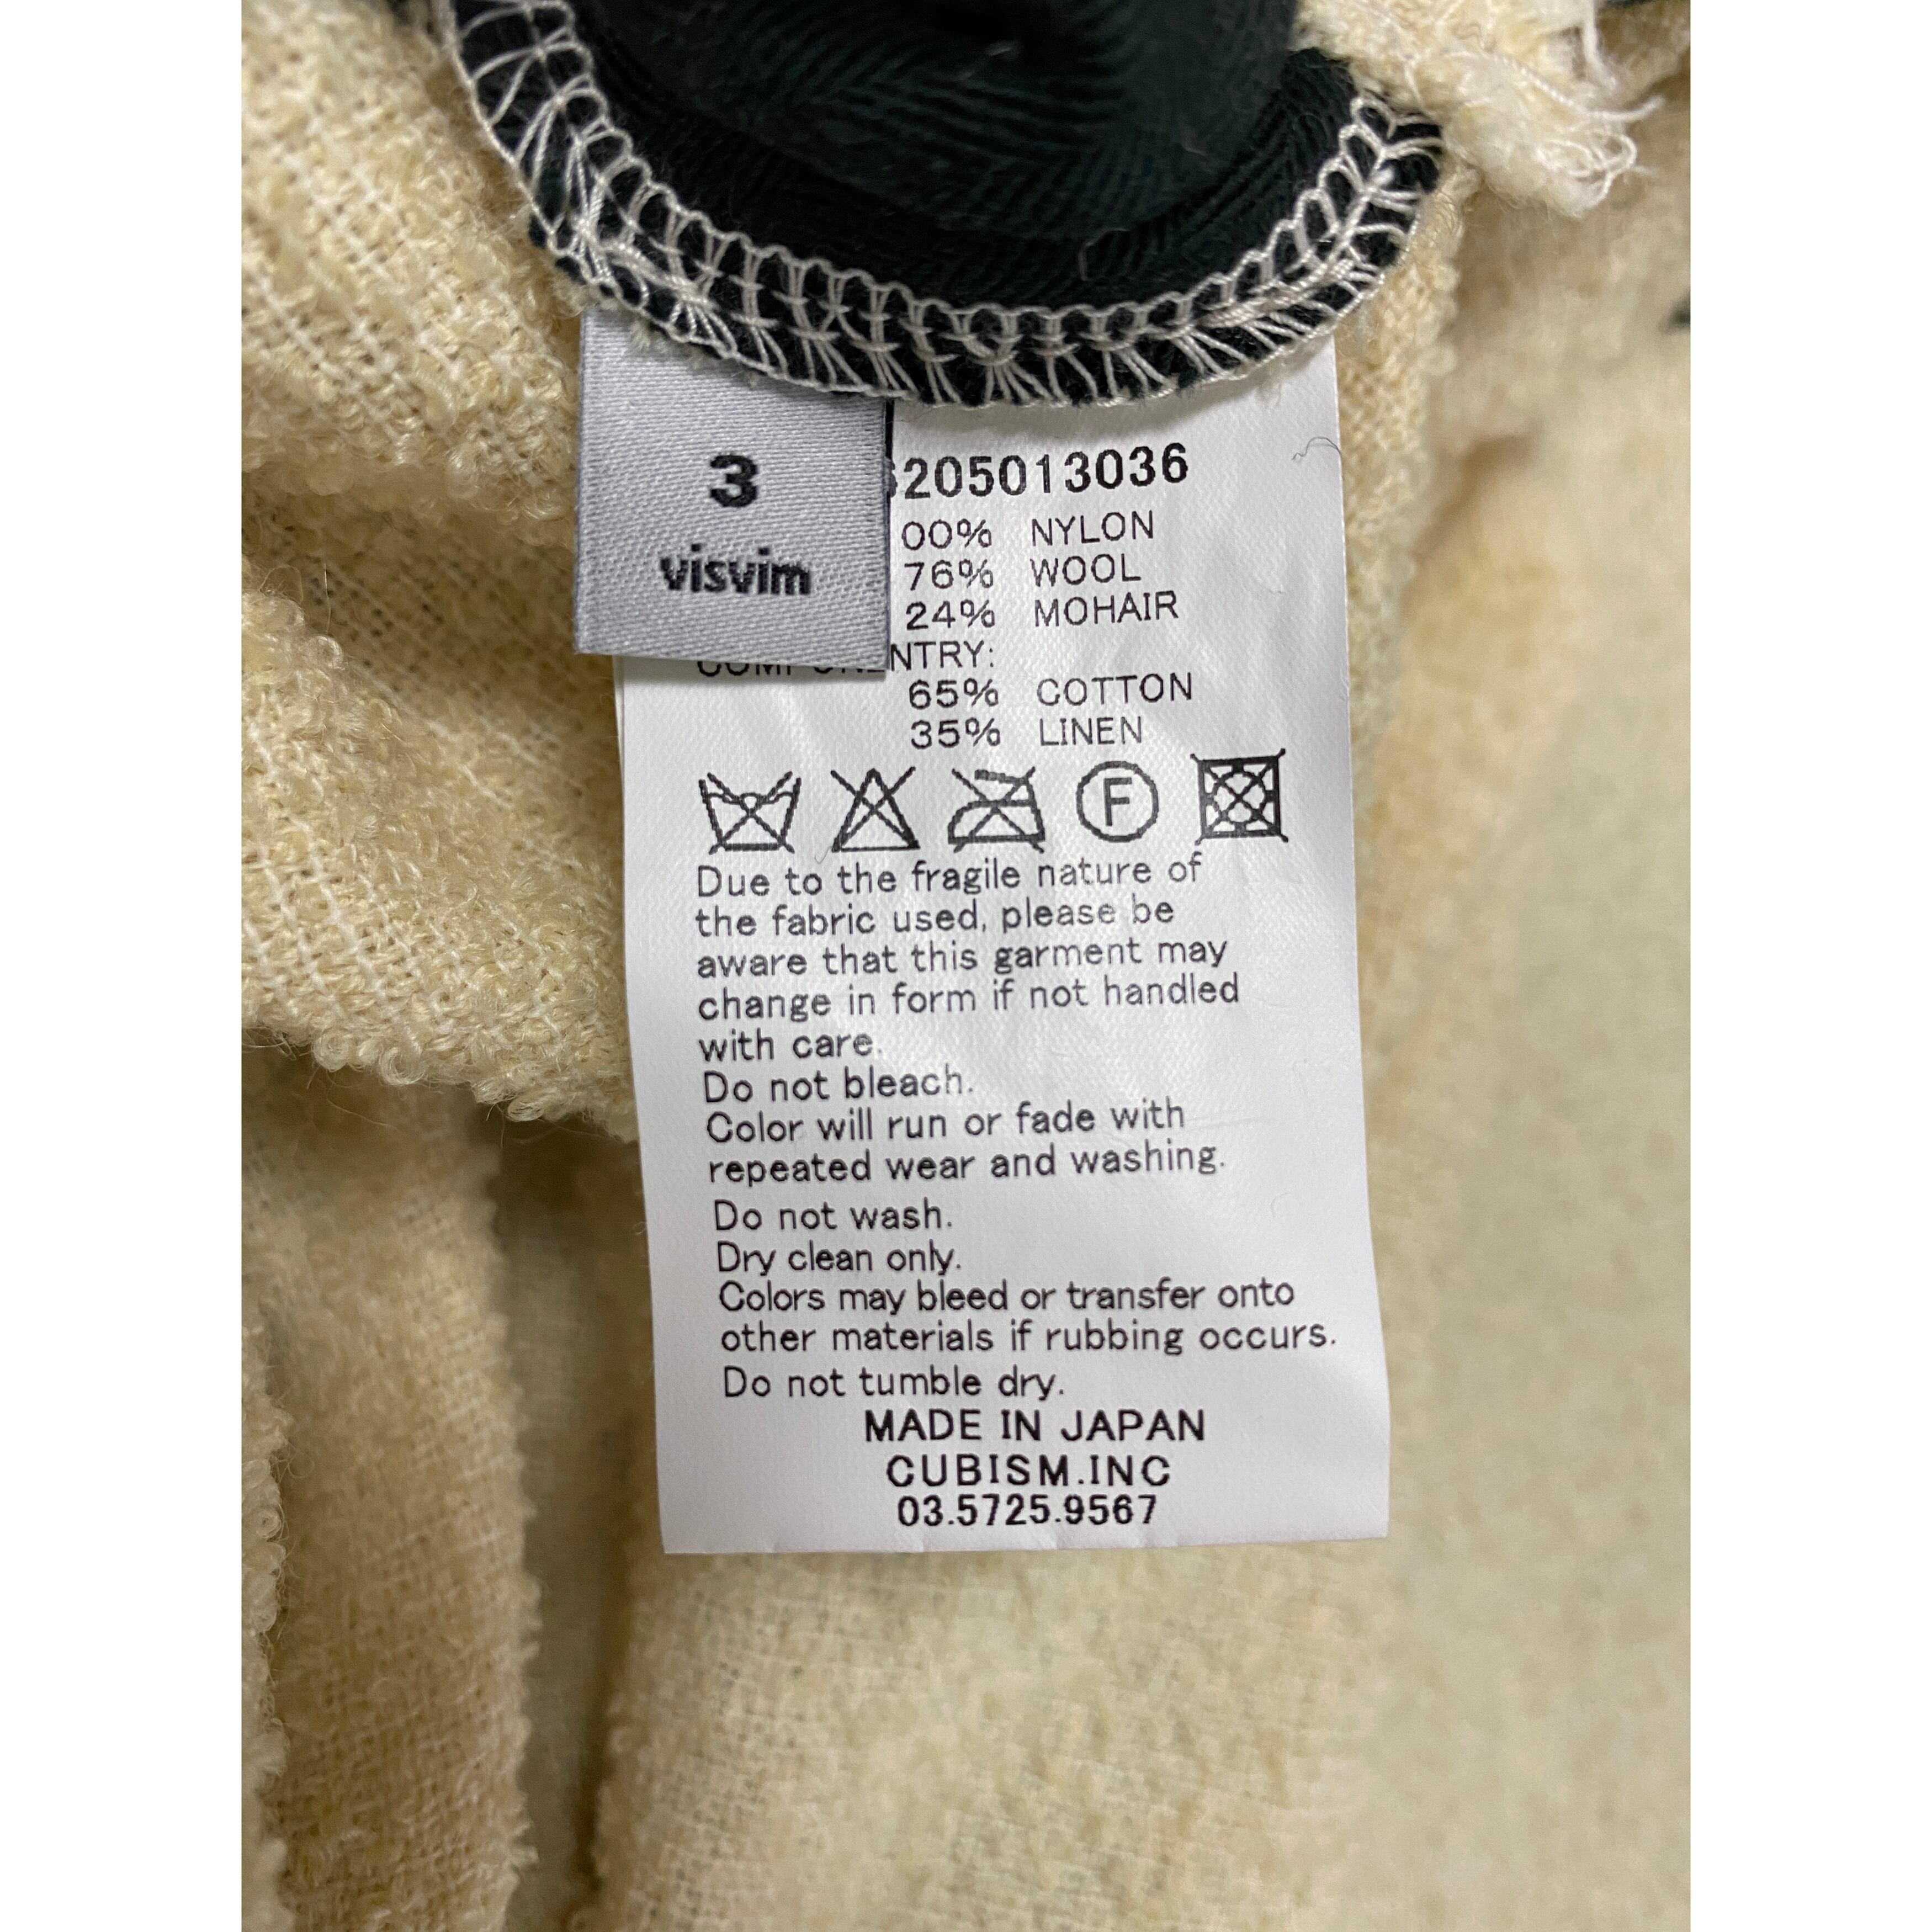 3
visvim
205013036
00% NYLON
76% WOOL
24% MOHAIR
NTRY:
65% COTTON
35% LINEN
F
Due to the fragile nature of
the fabric used, please be
aware that this garment may
change in form if not handled
with care.
Do not bleach.
Color will run or fade with
repeated wear and washing.
Do not wash.
Dry clean only.
Colors may bleed or transfer onto
other materials if rubbing occurs.
Do not tumble dry.
MADE IN JAPAN
CUBISM.INC
03.5725.9567